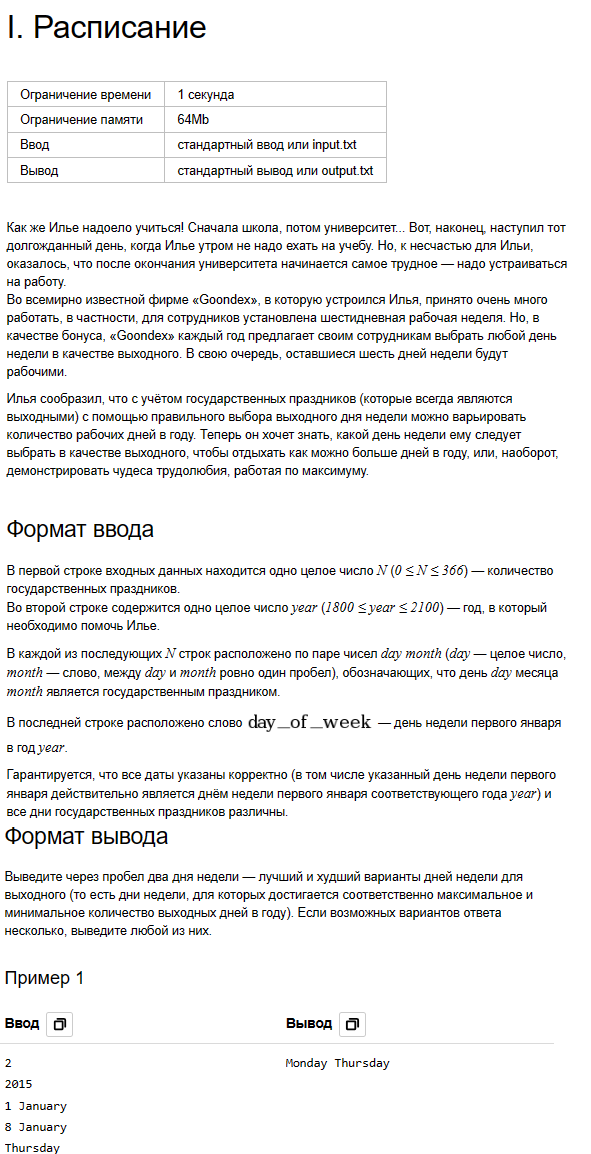 I. Расписание
Ограничение времени 1 секунда
Ограничение памяти 64Mb
Ввод стандартный ввод или input.txt
Вывод стандартный вывод или output.txt
Как же Илье надоело учиться! Сначала школа, потом университет... Вот, наконец, наступил тот
долгожданный день, когда Илье утром не надо ехать на учебу. Но, к несчастью для Ильи,
оказалось, что после окончания университета начинается самое трудное — надо устраиваться
на работу.
Во всемирно известной фирме «Goondex», в которую устроился Илья, принято очень много
работать, в частности, для сотрудников установлена шестидневная рабочая неделя. Но, в
качестве бонуса, «Goondex» каждый год предлагает своим сотрудникам выбрать любой день
недели в качестве выходного. В свою очередь, оставшиеся шесть дней недели будут
рабочими.
Илья сообразил, что с учётом государственных праздников (которые всегда являются
выходными) с помощью правильного выбора выходного дня недели можно варьировать
количество рабочих дней в году. Теперь он хочет знать, какой день недели ему следует
выбрать в качестве выходного, чтобы отдыхать как можно больше дней в году, или, наоборот,
демонстрировать чудеса трудолюбия, работая по максимуму.
Формат ввода
В первой строке входных данных находится одно целое число N (0 ≤ N ≤ 366) — количество
государственных праздников.
Во второй строке содержится одно целое число year (1800 ≤ year ≤ 2100) — год, в который
необходимо помочь Илье.
В каждой из последующих N строк расположено по паре чисел day month (day — целое число,
month — слово, между day и month ровно один пробел), обозначающих, что день day месяца
month является государственным праздником.
В последней строке расположено слово day_of_week — день недели первого января
в год year.
Гарантируется, что все даты указаны корректно (в том числе указанный день недели первого
января действительно является днём недели первого января соответствующего года year) и
все дни государственных праздников различны.
Формат вывода
Выведите через пробел два дня недели — лучший и худший варианты дней недели для
выходного (то есть дни недели, для которых достигается соответственно максимальное и
минимальное количество выходных дней в году). Если возможных вариантов ответа
несколько, выведите любой из них.
Пример 1
Ввод Вывод
2 Monday Thursday
2015
1 January
8 January
Thursday